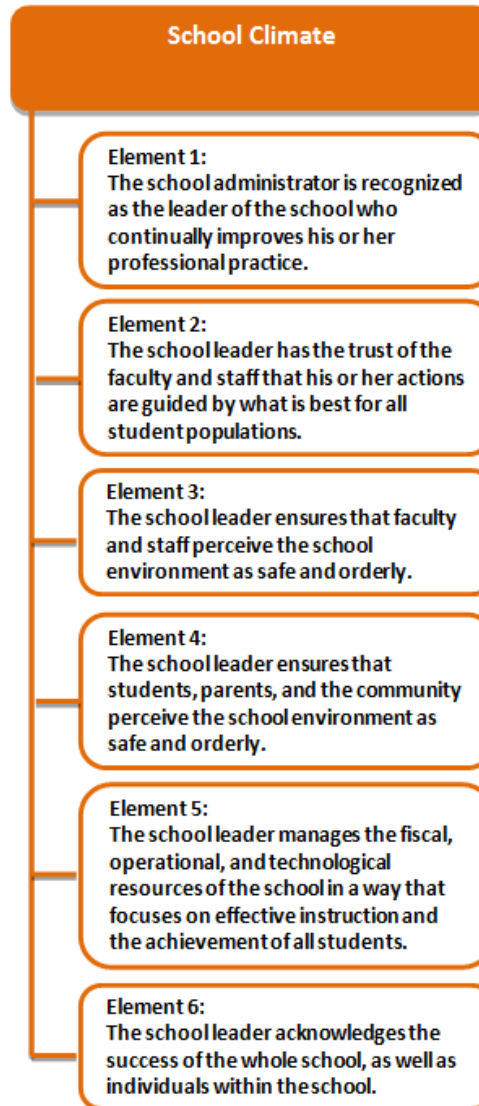 School Climate
Element 1:
The school administrator is recognized
as the leader of the school who
continually improves his or her
professional practice.
Element 2:
The school leader has the trust of the
faculty and staff that his or her actions
are guided by what is best for all
student populations.
Element 3:
The school leader ensures that faculty
and staff perceive the school
environment as safe and orderly.
Element 4:
The school leader ensures that
students, parents, and the community
perceive the school environment as
safe and orderly.
Element 5:
The school leader manages the fiscal,
operational, and technological
resources of the school in a way that
focuses on effective instruction and
the achievement of all students.
Element 6:
The school leader acknowledges the
success of the whole school, as well as
individuals within the school.